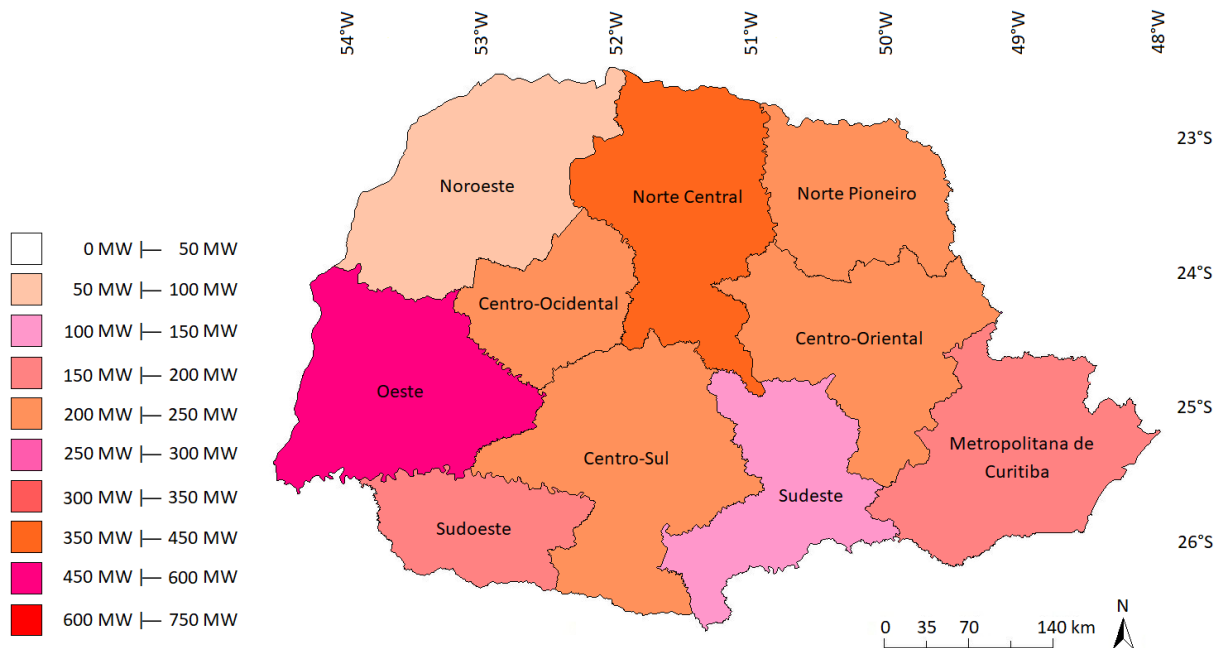 54°W
53°W
52°W
51°W
50°W
49°W
48°W
23°S
24°S
25°S
26°S
Noroeste
Norte Central
Norte Pioneiro
Centro-Ocidental
Centro-Oriental
Oeste
Centro-Sul
Metropolitana de
Curitiba
Sudeste
Sudoeste
0 MW ├─ 50 MW
50 MW ├─ 100 MW
100 MW ├─ 150 MW
150 MW ├─ 200 MW
200 MW ├─ 250 MW
250 MW ├─ 300 MW
300 MW ├─ 350 MW
350 MW ├─ 450 MW
450 MW ├─ 600 MW
600 MW ├─ 750 MW
N
0 35 70 140 km